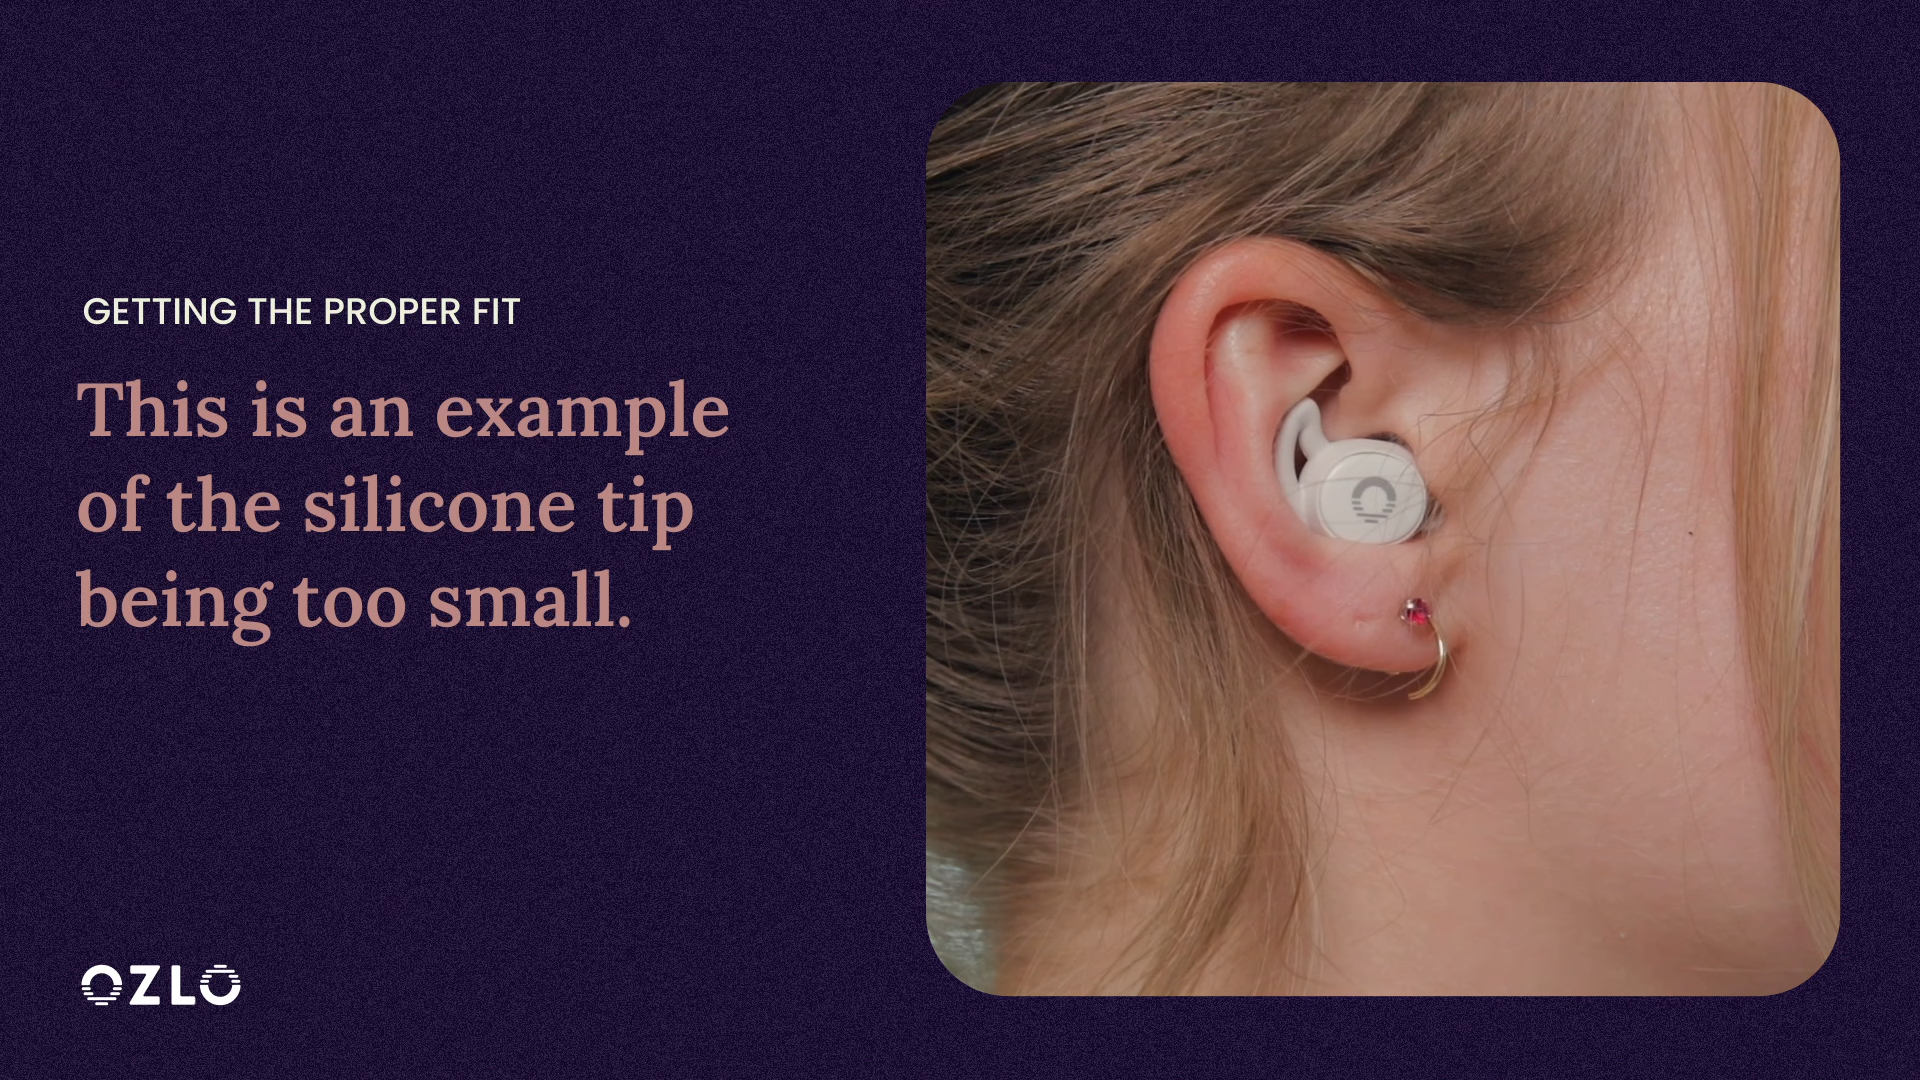 GETTING THE PROPER FIT
This is an example
of the silicone tip
being too small.
OZLO